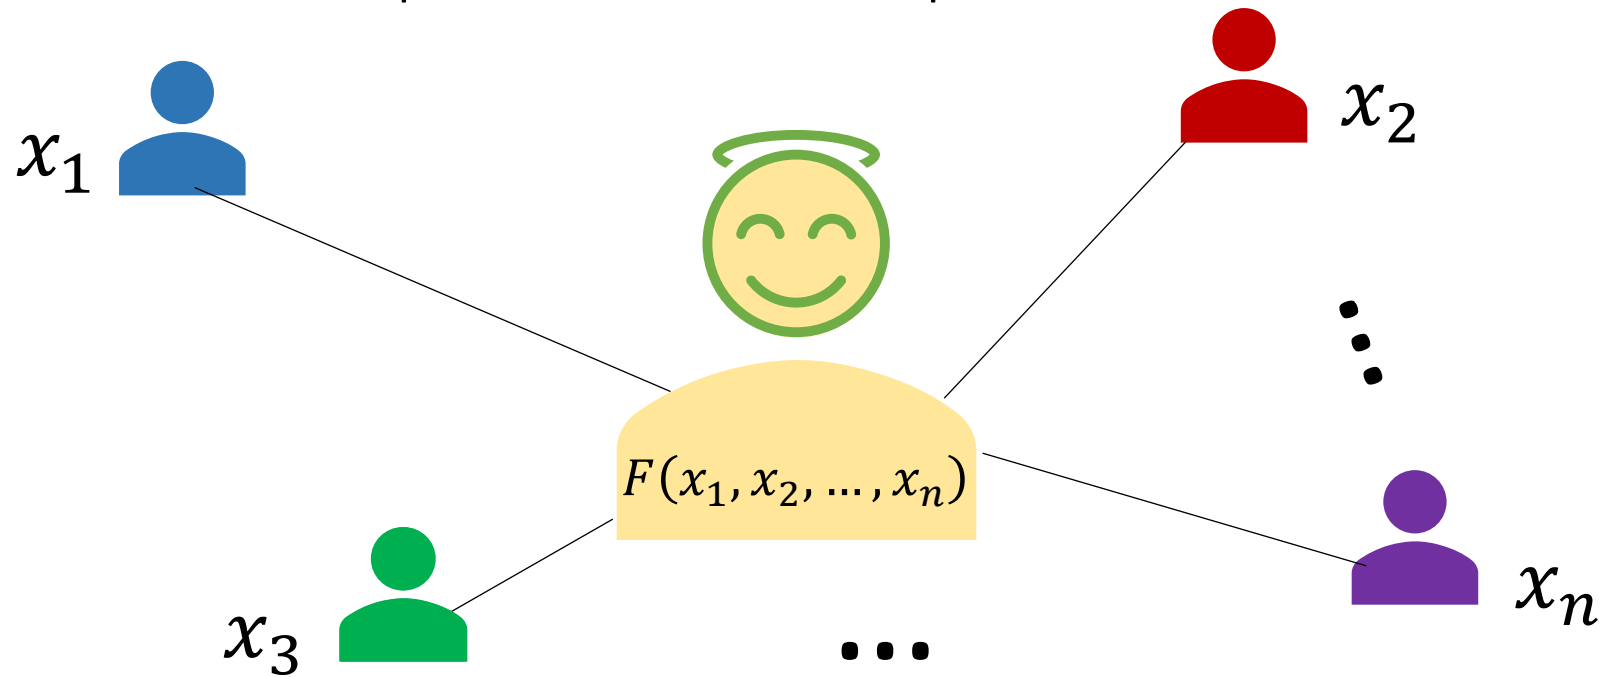 x₁
x₂
F(x₁, x₂, ... , xₙ)
x₃
...
xₙ